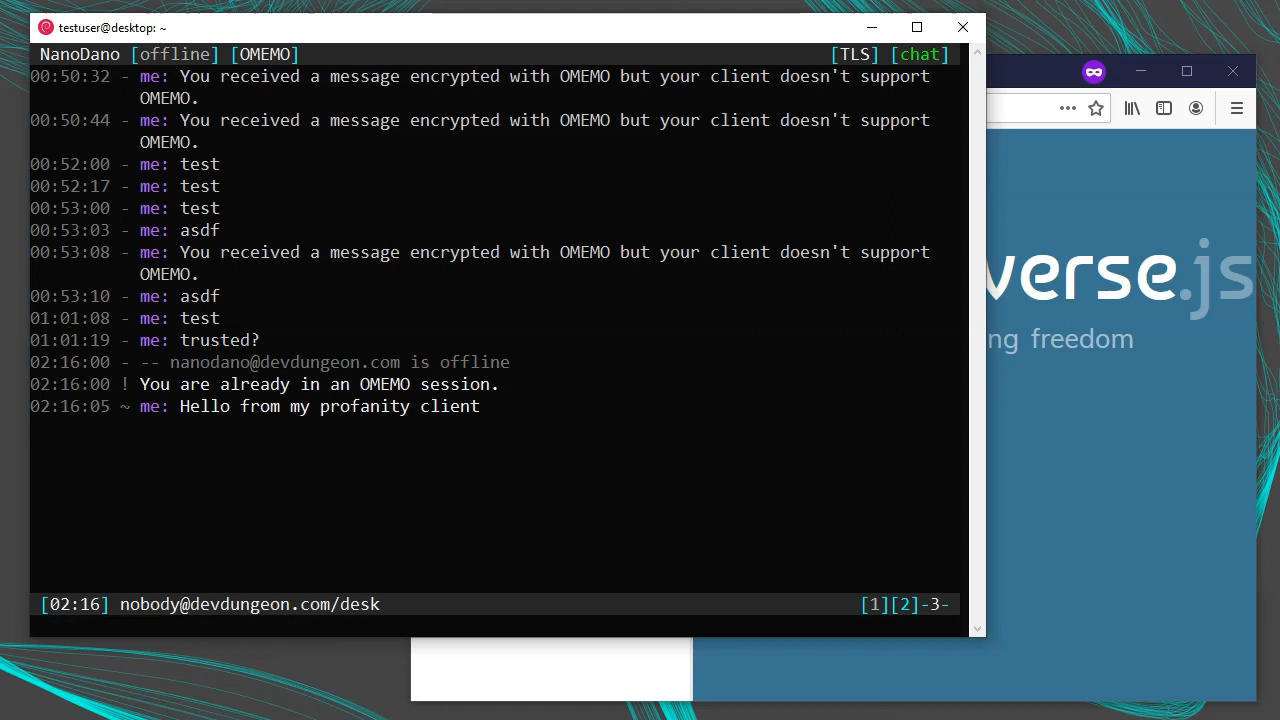 testuser@desktop: ~
NanoDano [offline] [OMEMO] [TLS] [chat]
00:50:32 - me: You received a message encrypted with OMEMO but your client doesn't support
OMEMO.
00:50:44 - me: You received a message encrypted with OMEMO but your client doesn't support
OMEMO.
00:52:00 - me: test
00:52:17 - me: test
00:53:00 - me: test
00:53:03 - me: asdf
00:53:08 - me: You received a message encrypted with OMEMO but your client doesn't support
OMEMO.
00:53:10 - me: asdf
01:01:08 - me: test
01:01:19 - me: trusted?
02:16:00 - -- nanodano@devdungeon.com is offline
02:16:00 ! You are already in an OMEMO session.
02:16:05 ~ me: Hello from my profanity client
[02:16] nobody@devdungeon.com/desk [1][2]-3-
verse.js
ng freedom